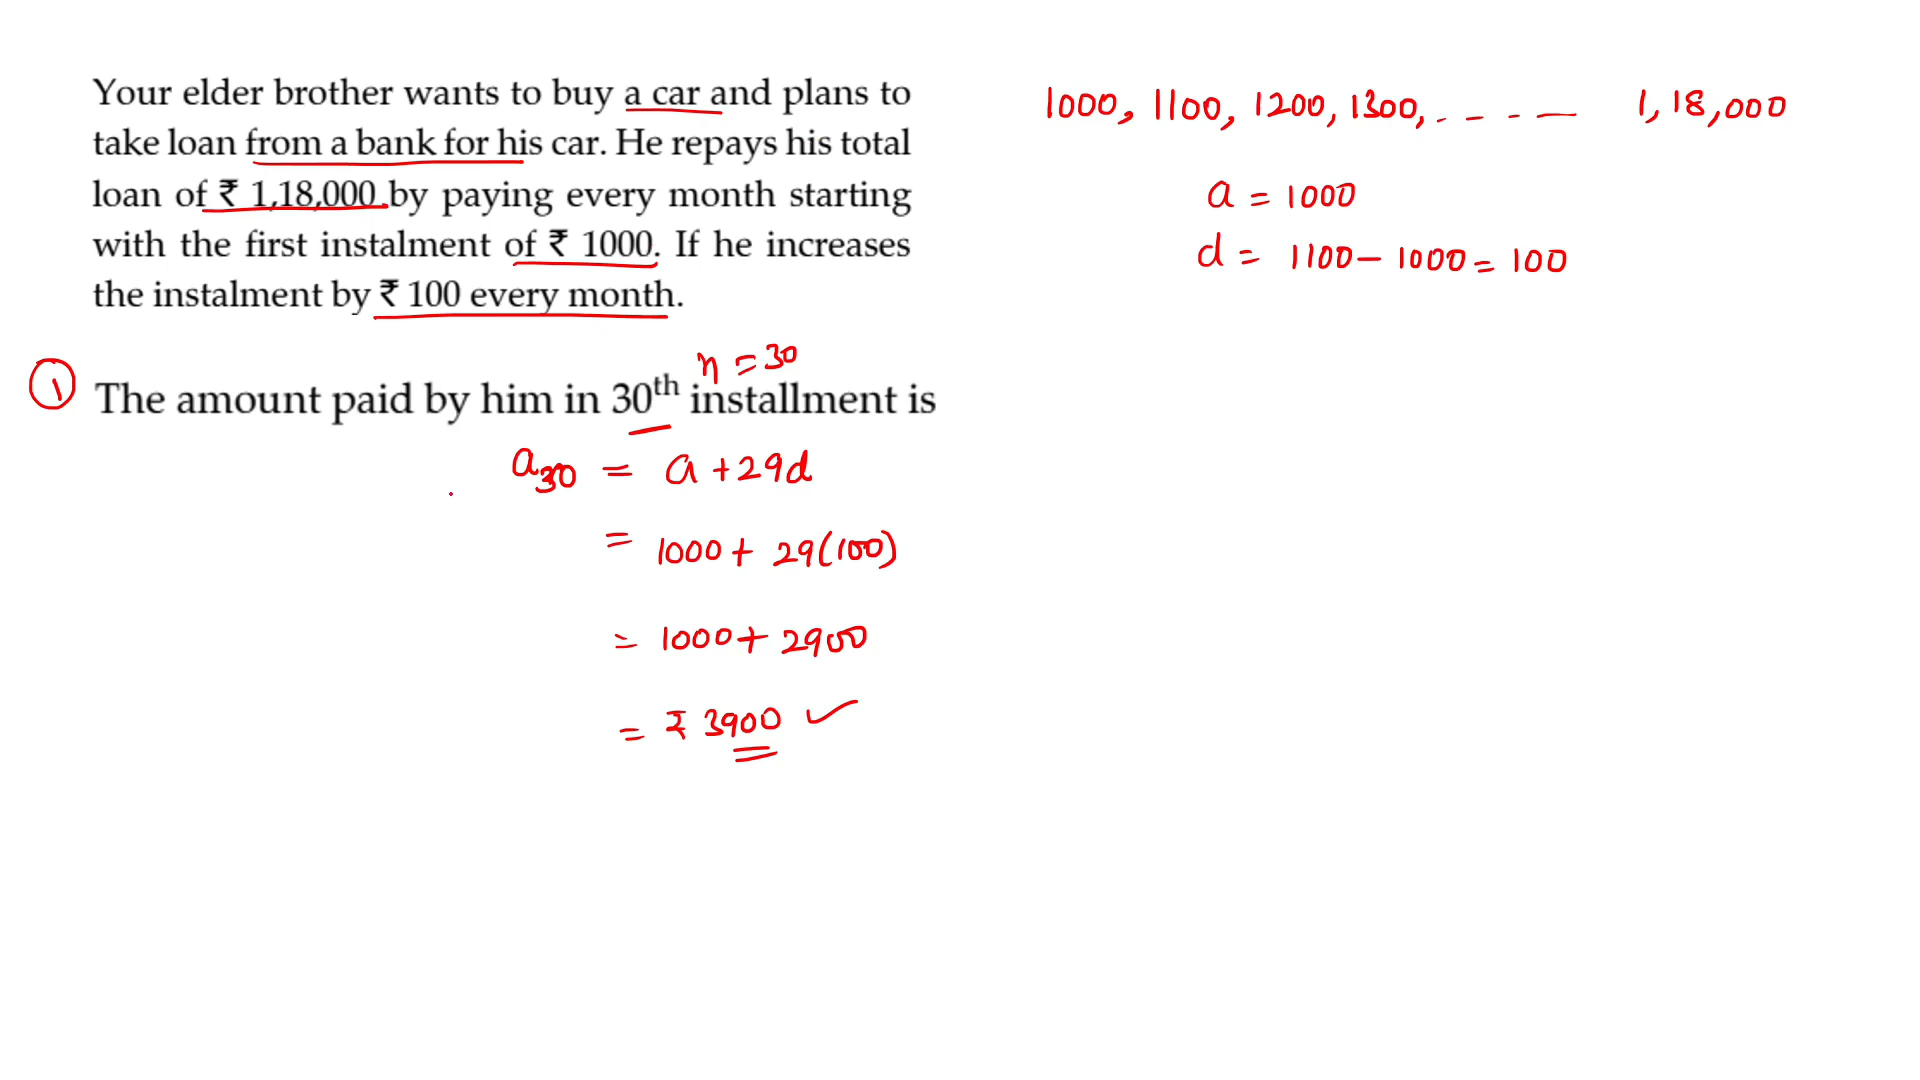 Your elder brother wants to buy a car and plans to
take loan from a bank for his car. He repays his total
loan of ₹ 1,18,000 by paying every month starting
with the first instalment of ₹ 1000. If he increases
the instalment by ₹ 100 every month.
1000, 1100, 1200, 1300, . - - . — 1,18,000
a = 1000
d = 1100 - 1000 = 100
n = 30
① The amount paid by him in 30th installment is
a30 = a + 29d
= 1000 + 29(100)
= 1000 + 2900
= ₹ 3900 ✓